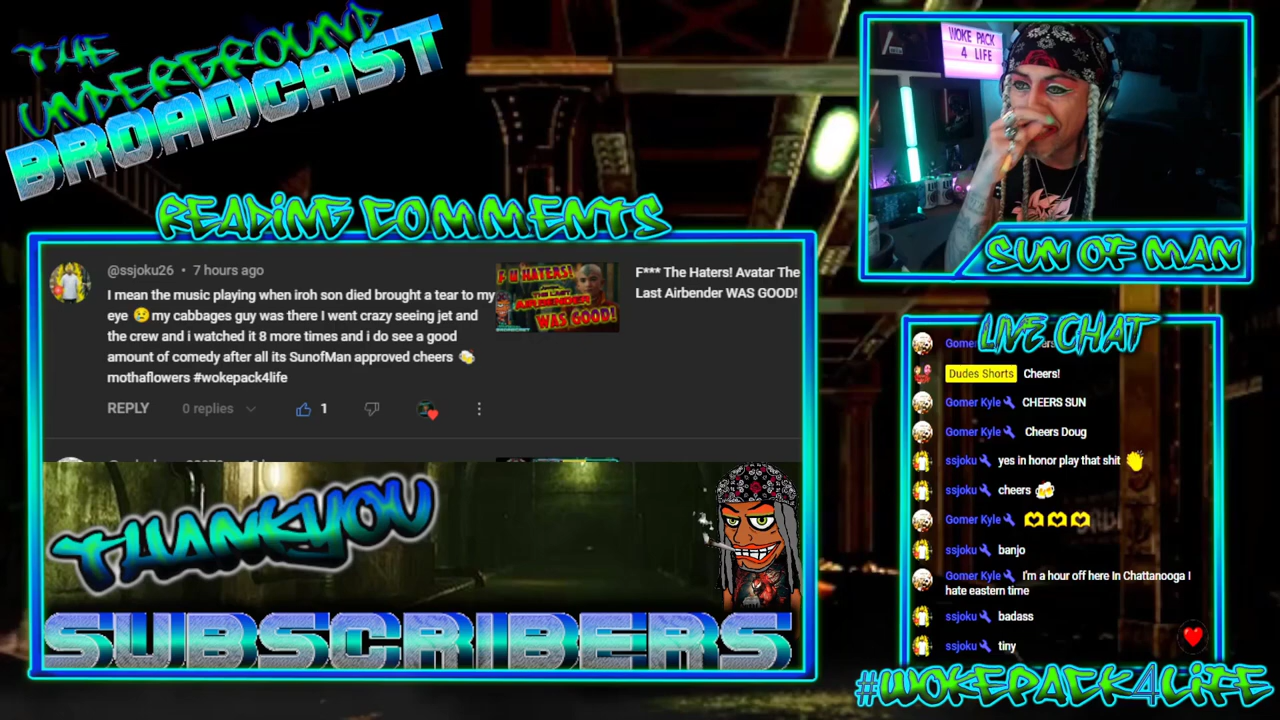 THE
UNDERGROUND
BROADCAST
READING COMMENTS
@ssjoku26 • 7 hours ago
I mean the music playing when iroh son died brought a tear to my
eye 😢 my cabbages guy was there I went crazy seeing jet and
the crew and i watched it 8 more times and i do see a good
amount of comedy after all its SunofMan approved cheers 🍻
mothaflowers #wokepack4life
REPLY 0 replies 1
F U HATERS!
AIRBENDER
WAS GOOD!
F*** The Haters! Avatar The
Last Airbender WAS GOOD!
THANKYOU
SUBSCRIBERS
WOKE PACK
4 LIFE
SUN OF MAN
LIVE CHAT
Dudes Shorts Cheers!
Gomer Kyle CHEERS SUN
Gomer Kyle Cheers Doug
ssjoku yes in honor play that shit 👏
ssjoku cheers 🍻
Gomer Kyle 🫶🫶🫶
ssjoku banjo
Gomer Kyle I'm a hour off here In Chattanooga I
hate eastern time
ssjoku badass
ssjoku tiny
#WOKEPACK4LIFE